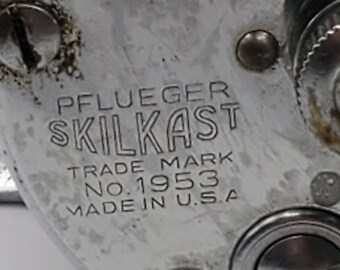 PFLUEGER
SKILKAST
TRADE MARK
No. 1953
MADE IN U.S.A